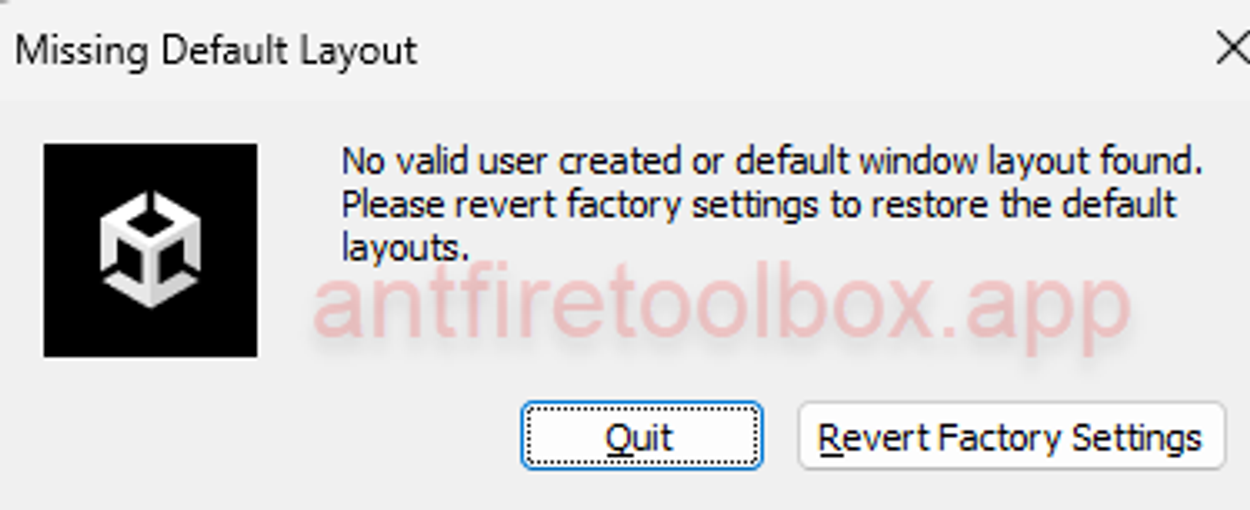 Missing Default Layout
No valid user created or default window layout found.
Please revert factory settings to restore the default
layouts.
antfiretoolbox.app
Quit
Revert Factory Settings